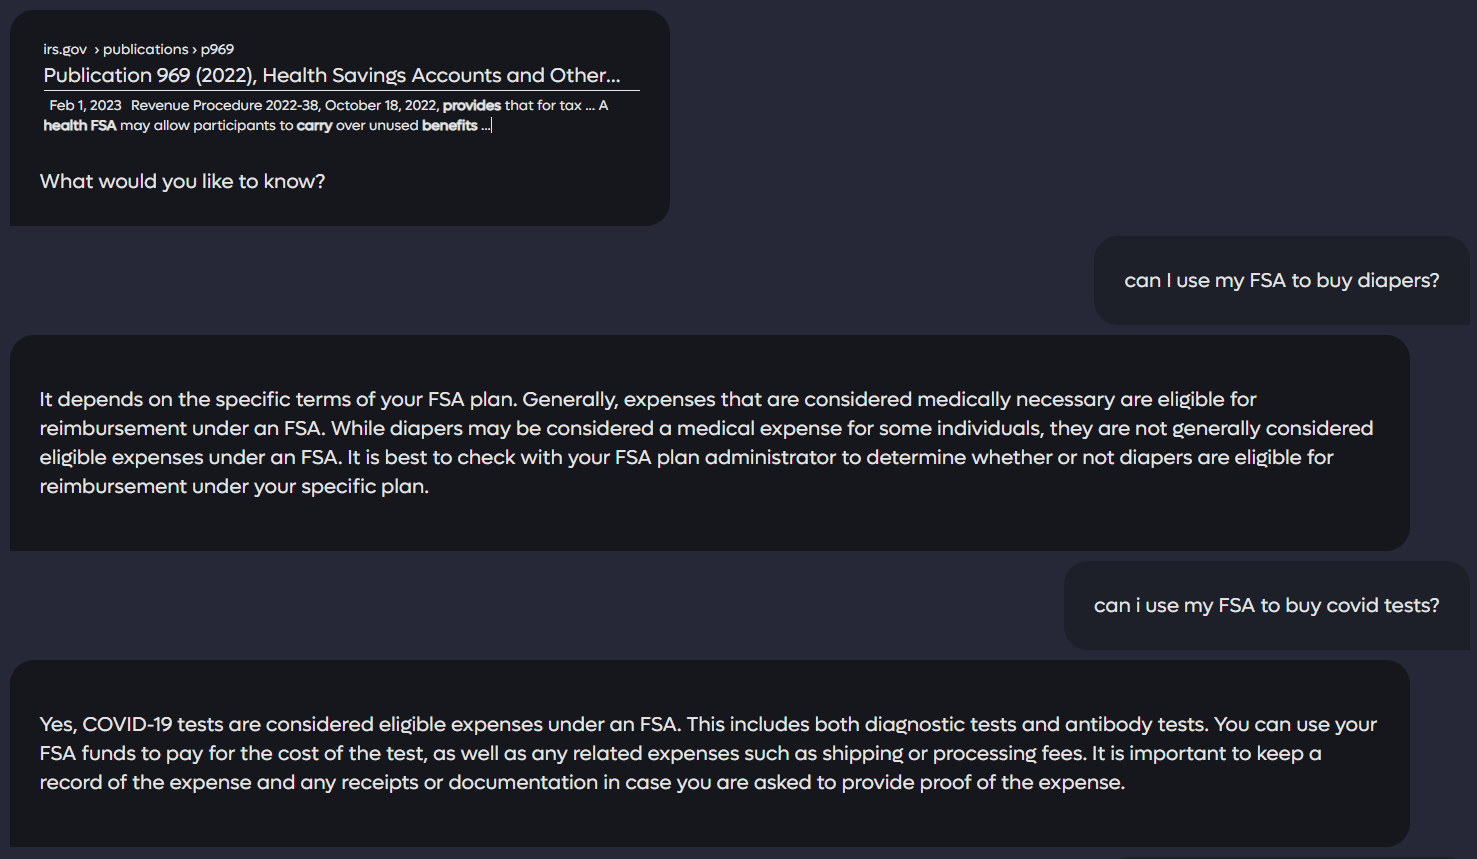 irs.gov › publications › p969
Publication 969 (2022), Health Savings Accounts and Other...
Feb 1, 2023 Revenue Procedure 2022-38, October 18, 2022, provides that for tax ... A
health FSA may allow participants to carry over unused benefits ...
What would you like to know?
can I use my FSA to buy diapers?
It depends on the specific terms of your FSA plan. Generally, expenses that are considered medically necessary are eligible for
reimbursement under an FSA. While diapers may be considered a medical expense for some individuals, they are not generally considered
eligible expenses under an FSA. It is best to check with your FSA plan administrator to determine whether or not diapers are eligible for
reimbursement under your specific plan.
can i use my FSA to buy covid tests?
Yes, COVID-19 tests are considered eligible expenses under an FSA. This includes both diagnostic tests and antibody tests. You can use your
FSA funds to pay for the cost of the test, as well as any related expenses such as shipping or processing fees. It is important to keep a
record of the expense and any receipts or documentation in case you are asked to provide proof of the expense.